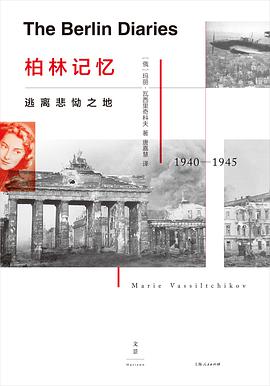 The Berlin Diaries
柏林记忆
逃离悲恸之地
[俄] 玛丽·瓦西里奇科夫 著
唐嘉慧 译
1940—1945
Marie Vassiltchikov
文景
Horizon
上海人民出版社